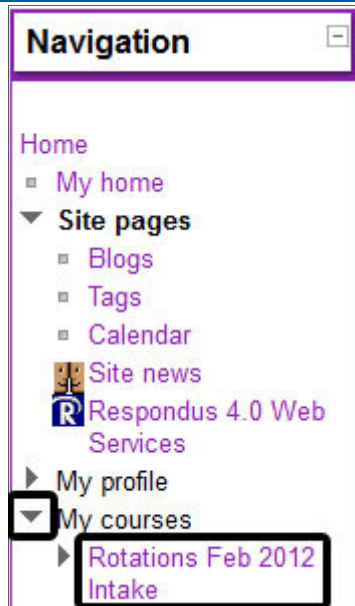 Navigation
Home
My home
Site pages
Blogs
Tags
Calendar
Site news
Respondus 4.0 Web
Services
My profile
My courses
Rotations Feb 2012
Intake